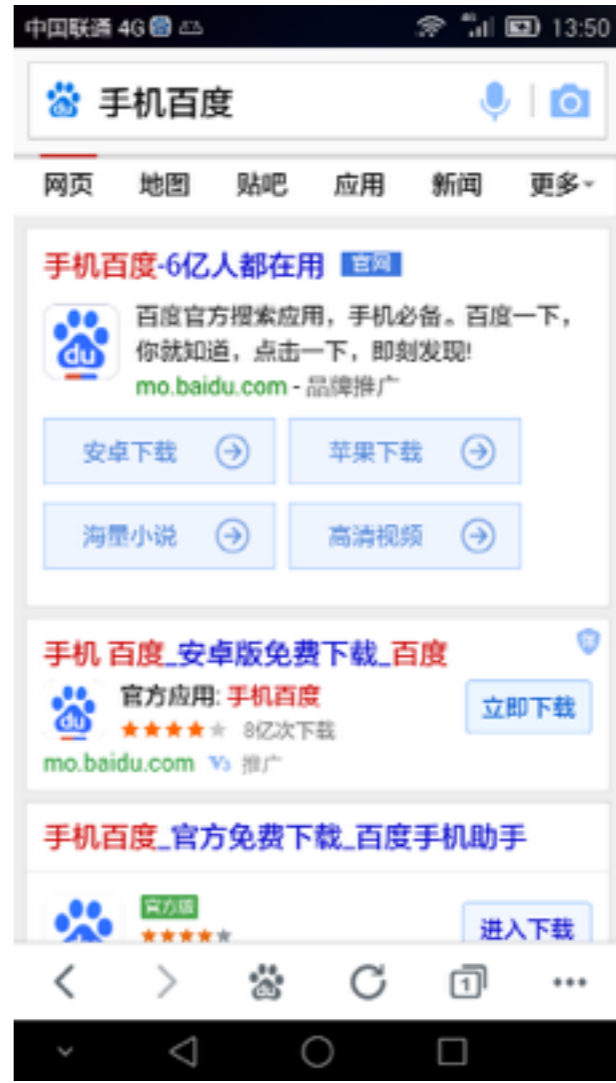 中国联通 4G 13:50
手机百度
网页 地图 贴吧 应用 新闻 更多
手机百度-6亿人都在用 官网
百度官方搜索应用，手机必备。百度一下，
你就知道，点击一下，即刻发现!
mo.baidu.com - 品牌推广
安卓下载 苹果下载
海量小说 高清视频
手机 百度_安卓版免费下载_百度
官方应用: 手机百度
8亿次下载
立即下载
mo.baidu.com V3 推广
手机百度_官方免费下载_百度手机助手
官方版
进入下载
1